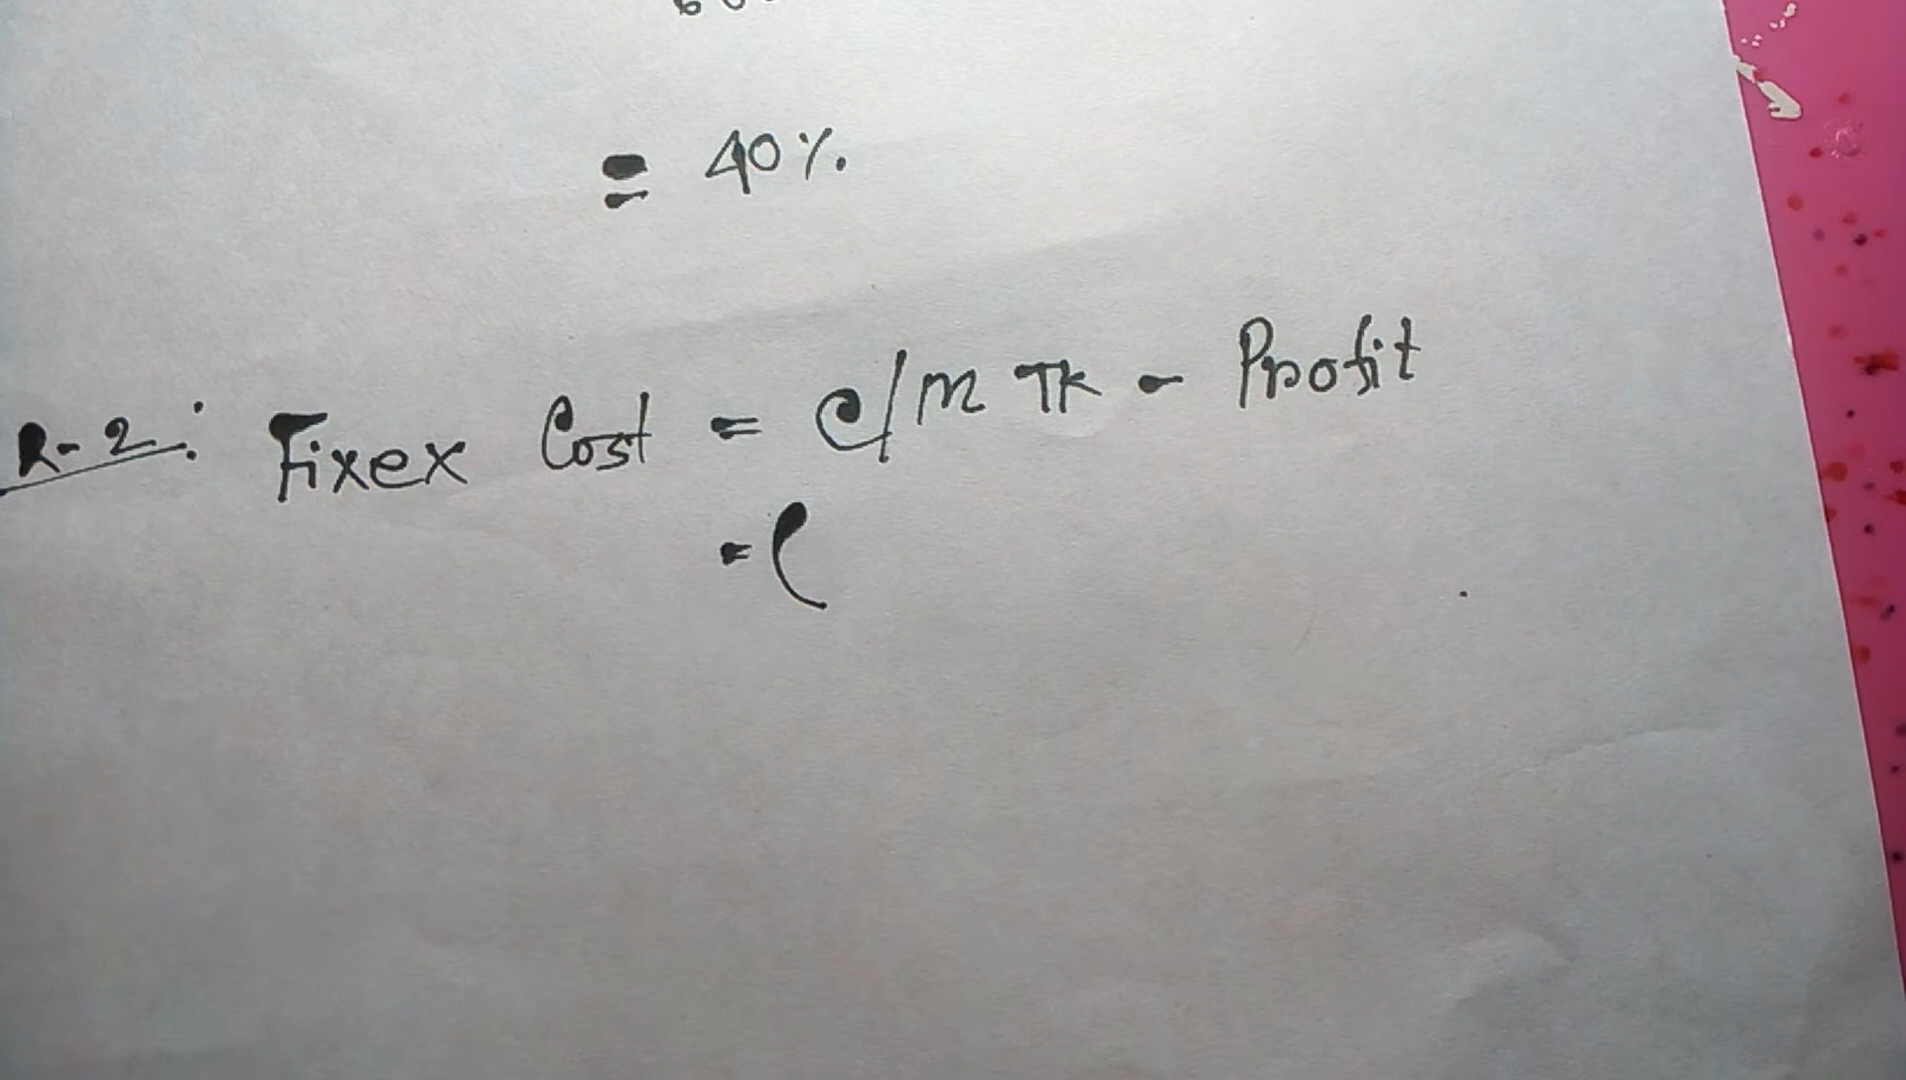 = 40%.
R-2: Fixex Cost = c/m TK - Profit
= (